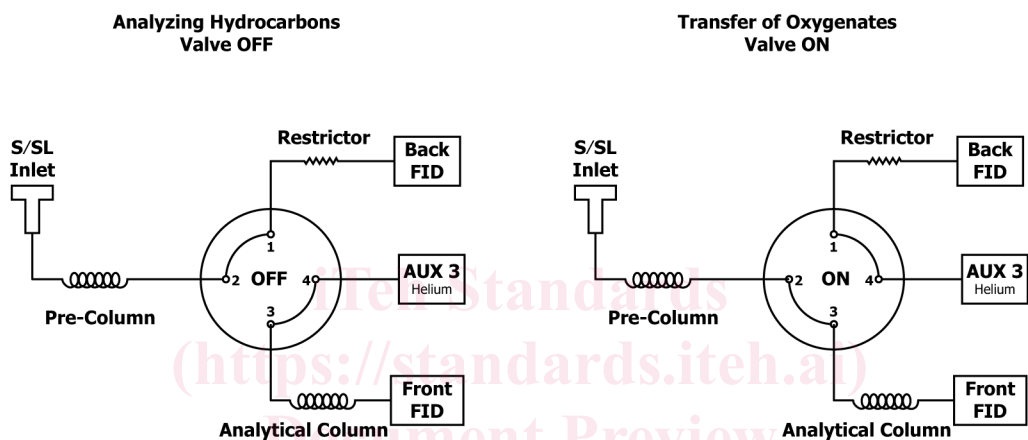 Analyzing Hydrocarbons
Valve OFF
S/SL
Inlet
Pre-Column
Restrictor
Back
FID
1
2
OFF
4
3
AUX 3
Helium
Front
FID
Analytical Column
Transfer of Oxygenates
Valve ON
S/SL
Inlet
Pre-Column
Restrictor
Back
FID
1
2
ON
4
3
AUX 3
Helium
Front
FID
Analytical Column
iTeh Standards
(https://standards.iteh.ai)
Document Preview